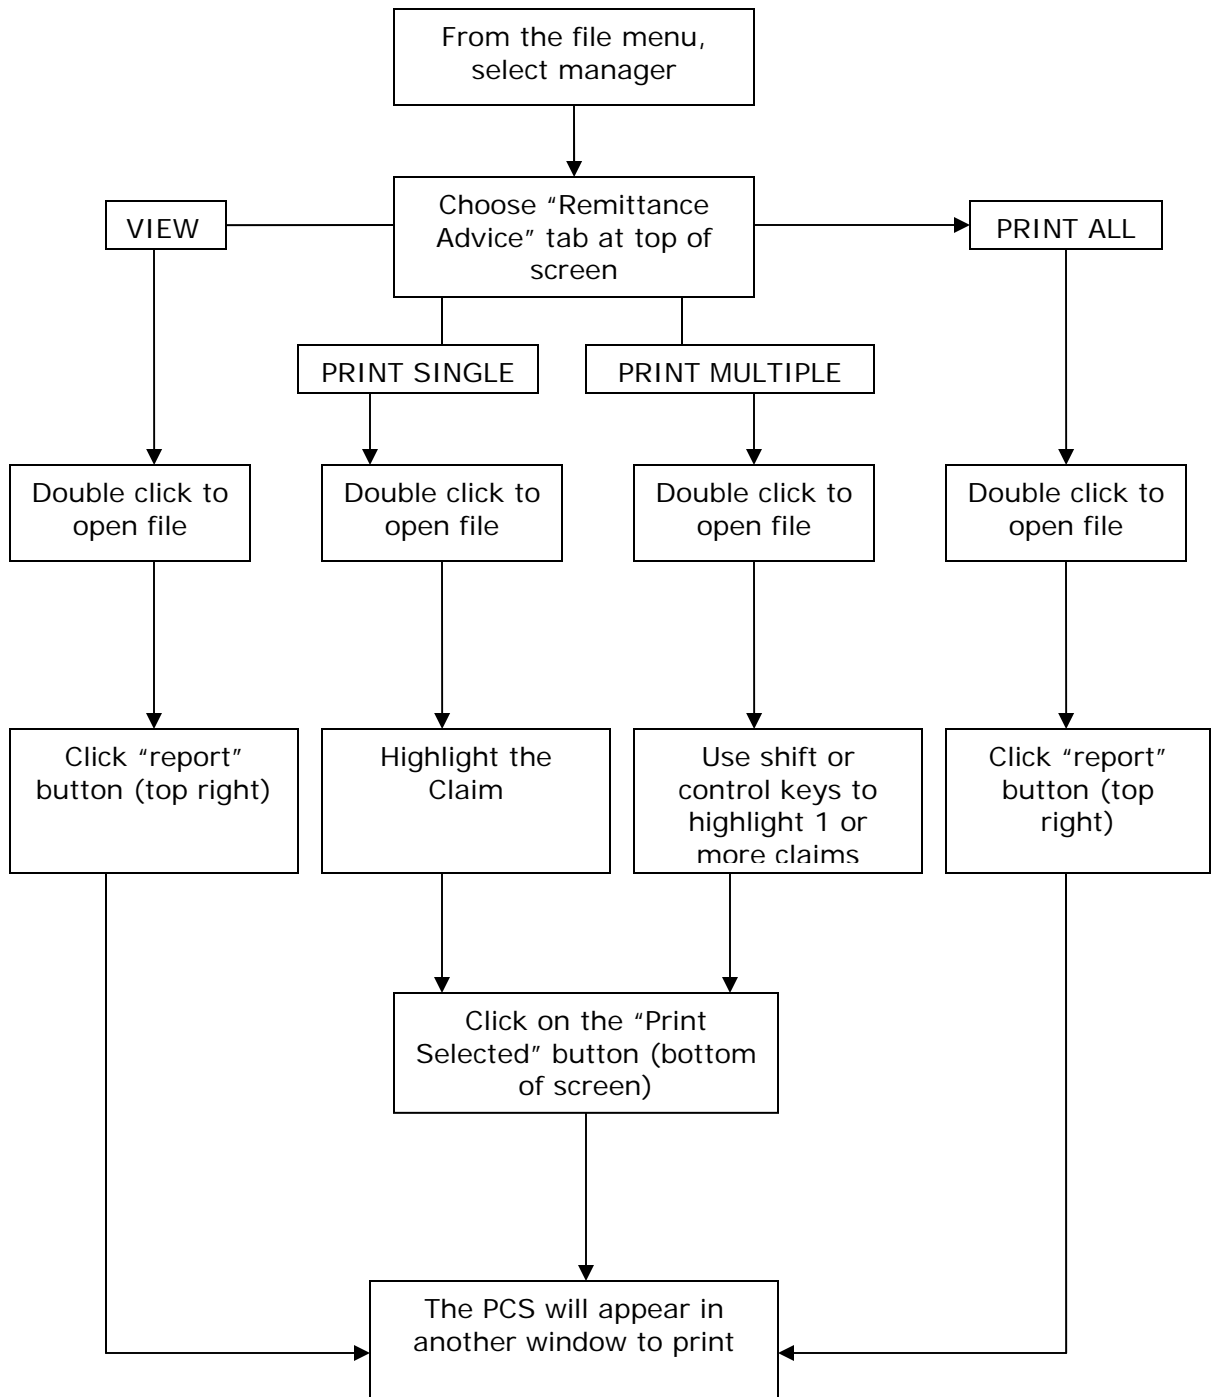 From the file menu,
select manager
Choose “Remittance
Advice” tab at top of
screen
VIEW
PRINT ALL
PRINT SINGLE
PRINT MULTIPLE
Double click to
open file
Double click to
open file
Double click to
open file
Double click to
open file
Click “report”
button (top right)
Highlight the
Claim
Use shift or
control keys to
highlight 1 or
more claims
Click “report”
button (top
right)
Click on the “Print
Selected” button (bottom
of screen)
The PCS will appear in
another window to print